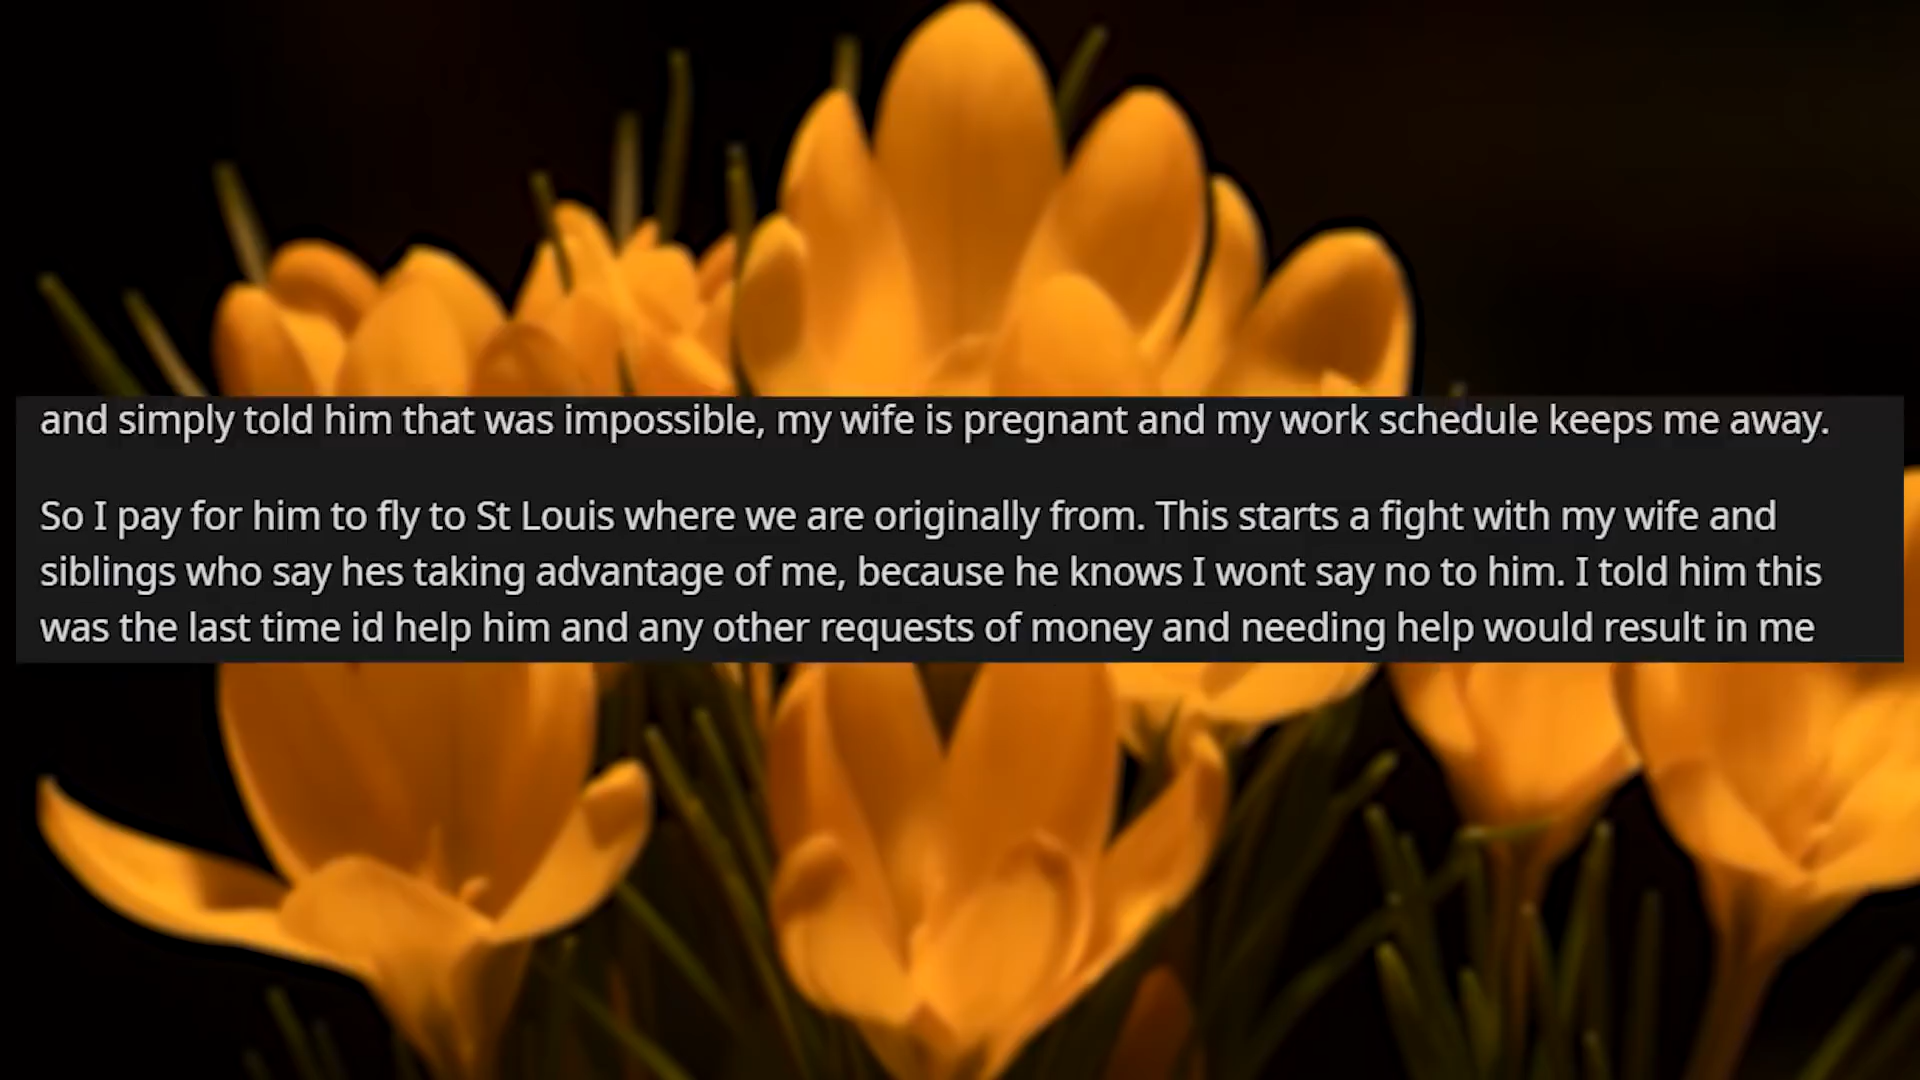 and simply told him that was impossible, my wife is pregnant and my work schedule keeps me away.
So I pay for him to fly to St Louis where we are originally from. This starts a fight with my wife and
siblings who say hes taking advantage of me, because he knows I wont say no to him. I told him this
was the last time id help him and any other requests of money and needing help would result in me